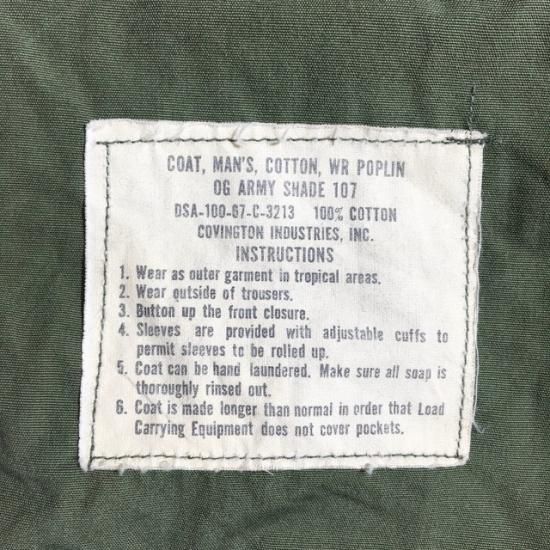 COAT, MAN'S, COTTON, WR POPLIN
OG ARMY SHADE 107
DSA-100-67-C-3213 100% COTTON
COVINGTON INDUSTRIES, INC.
INSTRUCTIONS
1. Wear as outer garment in tropical areas.
2. Wear outside of trousers.
3. Button up the front closure.
4. Sleeves are provided with adjustable cuffs to
permit sleeves to be rolled up.
5. Coat can be hand laundered. Make sure all soap is
thoroughly rinsed out.
6. Coat is made longer than normal in order that Load
Carrying Equipment does not cover pockets.